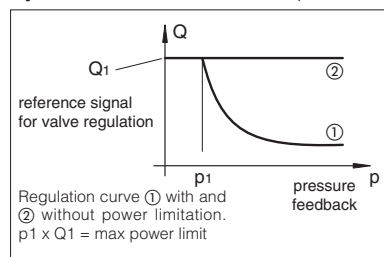 Q
Q1
②
reference signal
for valve regulation
①
p1
p
pressure
feedback
Regulation curve ① with and
② without power limitation.
p1 x Q1 = max power limit